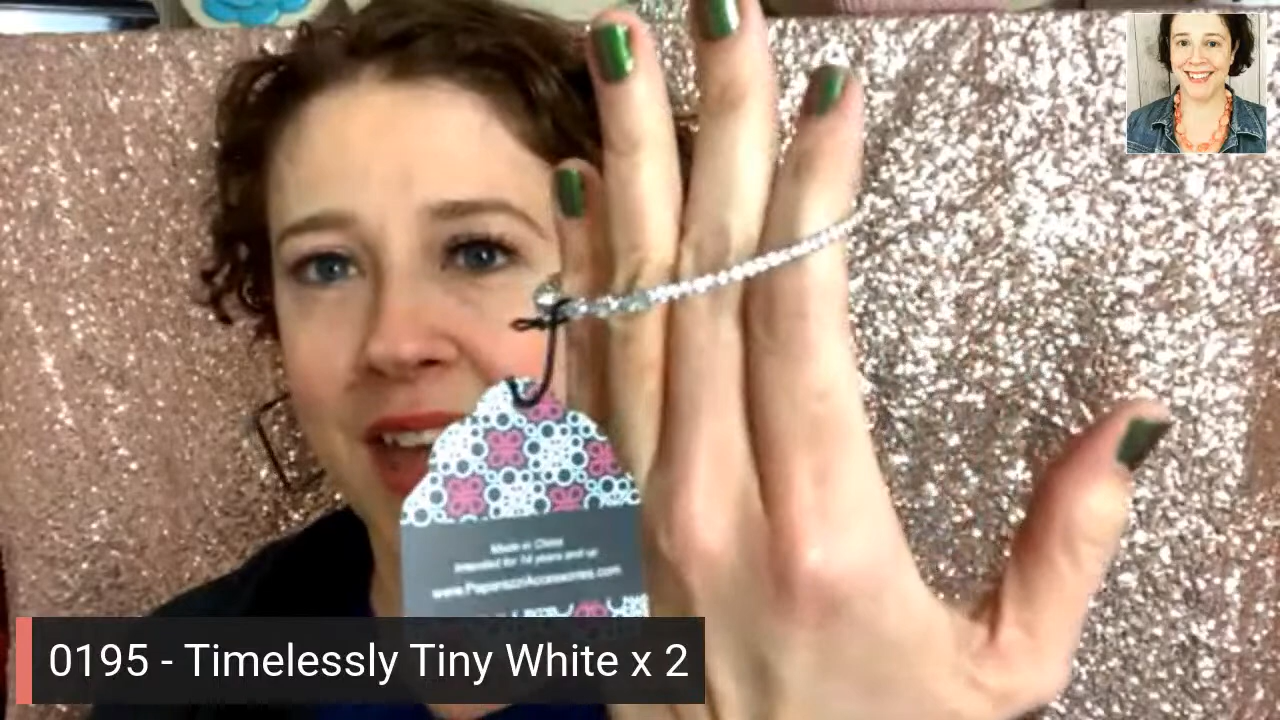 Made in China
Intended for 14 years and up
www.PaparazziAccessories.com
0195 - Timelessly Tiny White x 2